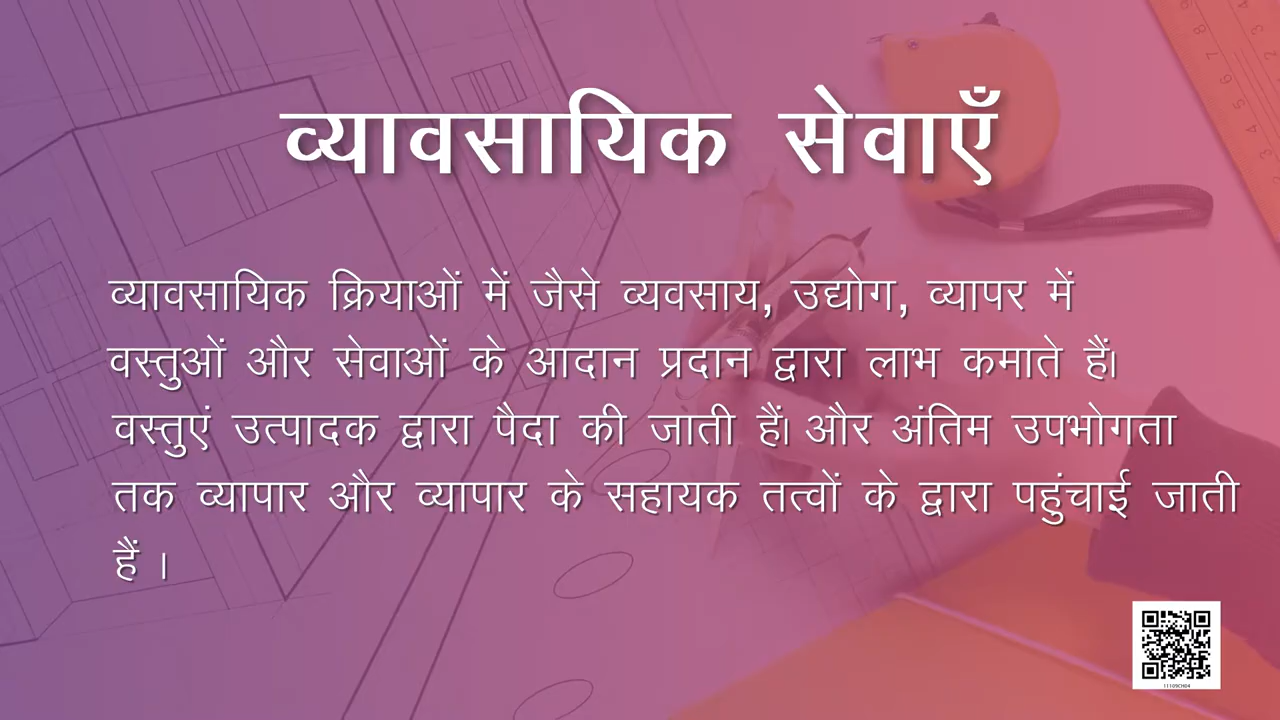 व्यावसायिक सेवाएँ
व्यावसायिक क्रियाओं में जैसे व्यवसाय, उद्योग, व्यापर में
वस्तुओं और सेवाओं के आदान प्रदान द्वारा लाभ कमाते हैं।
वस्तुएं उत्पादक द्वारा पैदा की जाती हैं। और अंतिम उपभोगता
तक व्यापार और व्यापार के सहायक तत्वों के द्वारा पहुंचाई जाती
हैं ।
11109CH04